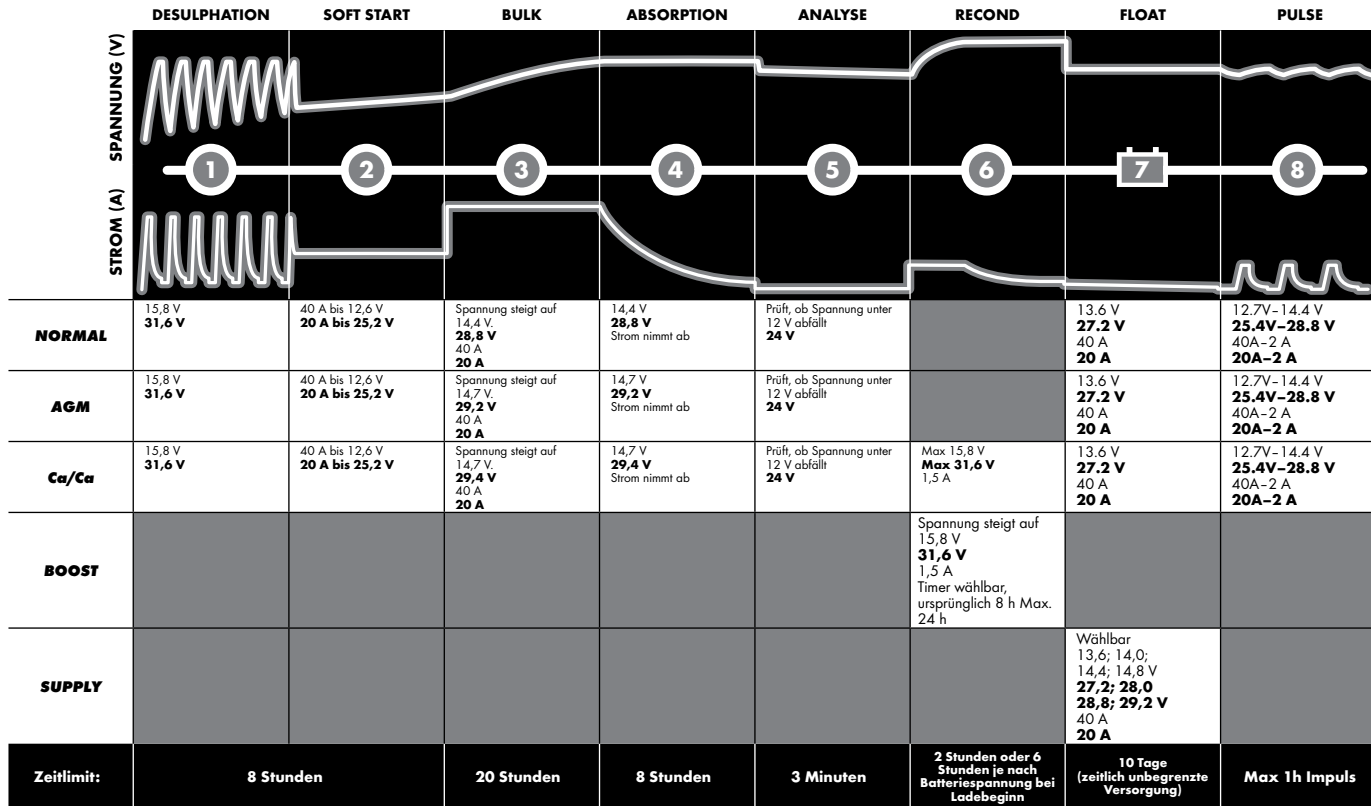 DESULPHATION SOFT START BULK ABSORPTION ANALYSE RECOND FLOAT PULSE
SPANNUNG (V)
1 2 3 4 5 6 7 8
STROM (A)
NORMAL
15,8 V
31,6 V
40 A bis 12,6 V
20 A bis 25,2 V
Spannung steigt auf
14,4 V.
28,8 V
40 A
20 A
14,4 V
28,8 V
Strom nimmt ab
Prüft, ob Spannung unter
12 V abfällt
24 V
13.6 V
27.2 V
40 A
20 A
12.7V–14.4 V
25.4V–28.8 V
40A–2 A
20A–2 A
AGM
15,8 V
31,6 V
40 A bis 12,6 V
20 A bis 25,2 V
Spannung steigt auf
14,7 V.
29,2 V
40 A
20 A
14,7 V
29,2 V
Strom nimmt ab
Prüft, ob Spannung unter
12 V abfällt
24 V
13.6 V
27.2 V
40 A
20 A
12.7V–14.4 V
25.4V–28.8 V
40A–2 A
20A–2 A
Ca/Ca
15,8 V
31,6 V
40 A bis 12,6 V
20 A bis 25,2 V
Spannung steigt auf
14,7 V.
29,4 V
40 A
20 A
14,7 V
29,4 V
Strom nimmt ab
Prüft, ob Spannung unter
12 V abfällt
24 V
Max 15,8 V
Max 31,6 V
1,5 A
13.6 V
27.2 V
40 A
20 A
12.7V–14.4 V
25.4V–28.8 V
40A–2 A
20A–2 A
BOOST
Spannung steigt auf
15,8 V
31,6 V
1,5 A
Timer wählbar,
ursprünglich 8 h Max.
24 h
SUPPLY
Wählbar
13,6; 14,0;
14,4; 14,8 V
27,2; 28,0
28,8; 29,2 V
40 A
20 A
Zeitlimit:
8 Stunden
20 Stunden
8 Stunden
3 Minuten
2 Stunden oder 6
Stunden je nach
Batteriespannung bei
Ladebeginn
10 Tage
(zeitlich unbegrenzte
Versorgung)
Max 1h Impuls